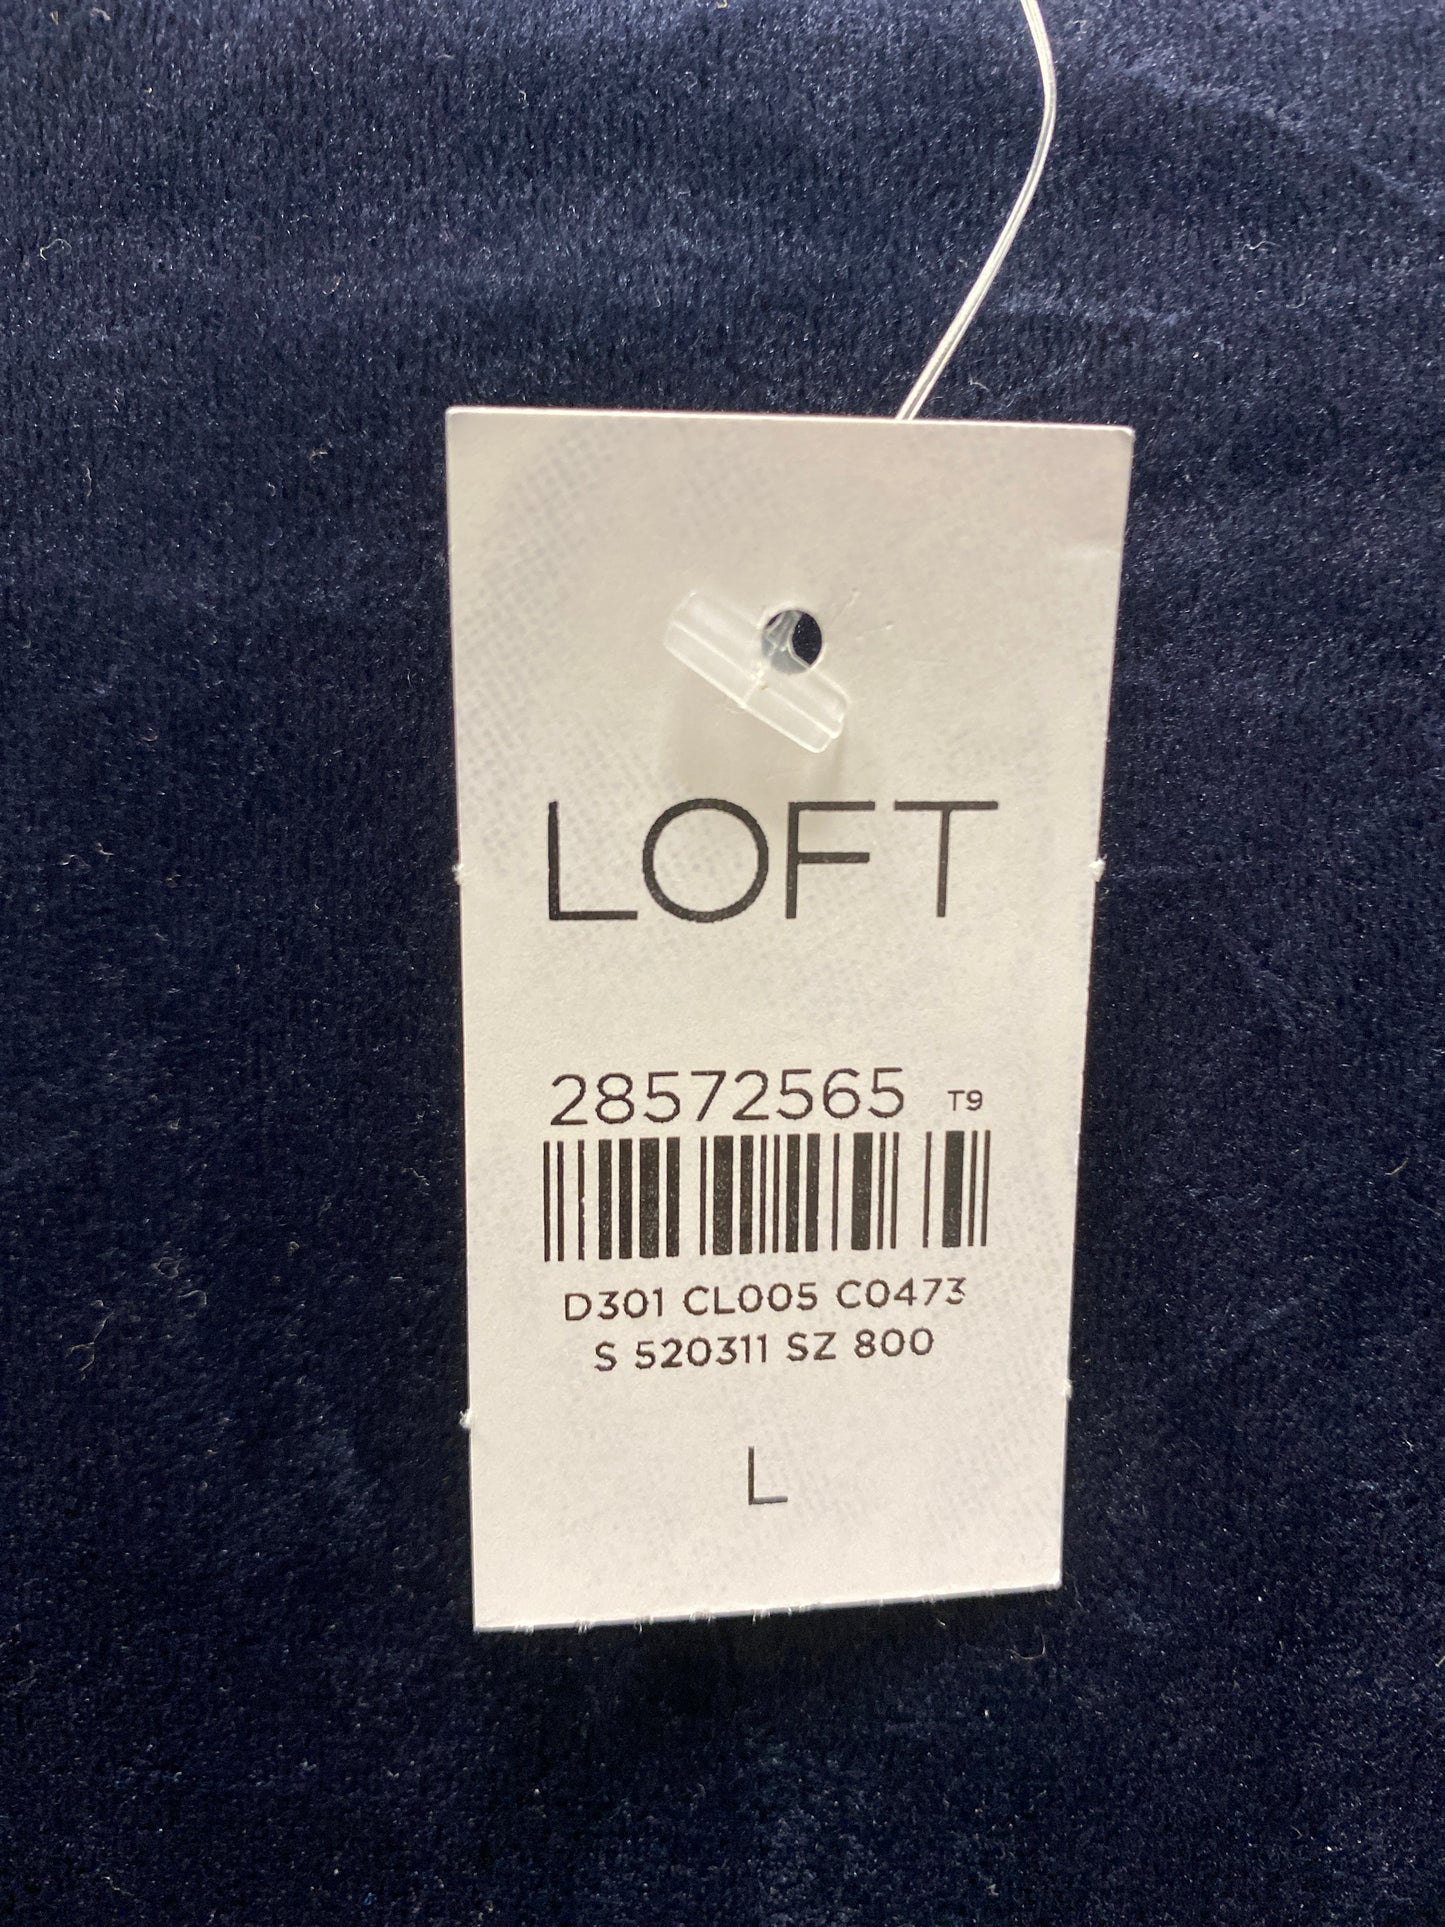 LOFT
28572565 T9
D301 CL005 C0473
S 520311 SZ 800
L